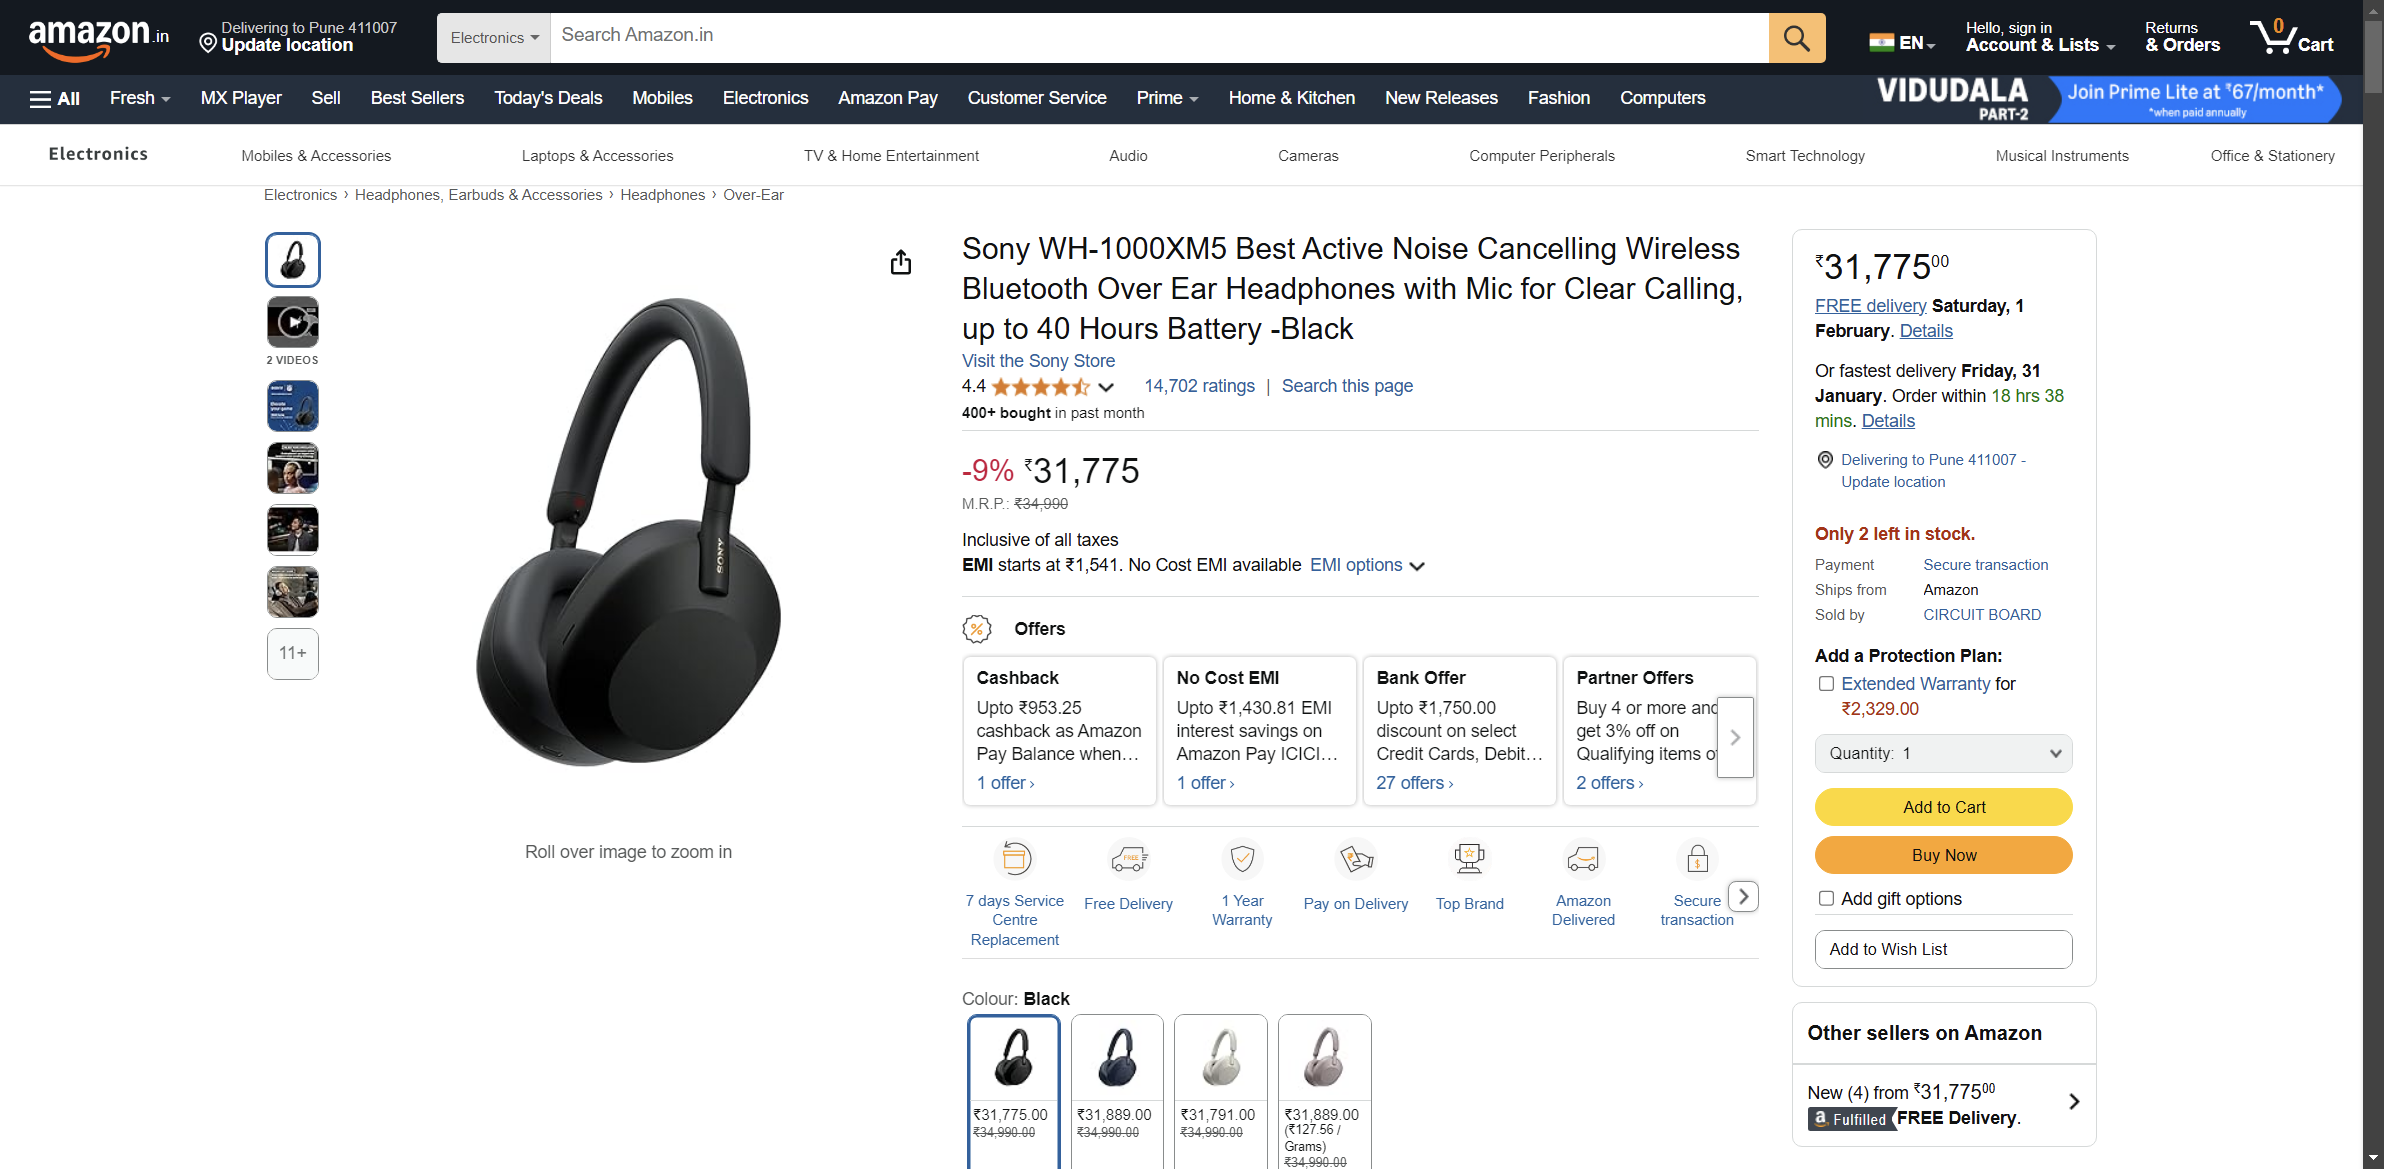 amazon.in
Delivering to Pune 411007
Update location
Electronics
Search Amazon.in
EN
Hello, sign in
Account & Lists
Returns
& Orders
0
Cart
All
Fresh
MX Player
Sell
Best Sellers
Today's Deals
Mobiles
Electronics
Amazon Pay
Customer Service
Prime
Home & Kitchen
New Releases
Fashion
Computers
VIDUDALA
PART-2
Join Prime Lite at ₹67/month*
*when paid annually
Electronics
Mobiles & Accessories
Laptops & Accessories
TV & Home Entertainment
Audio
Cameras
Computer Peripherals
Smart Technology
Musical Instruments
Office & Stationery
Electronics › Headphones, Earbuds & Accessories › Headphones › Over-Ear
2 VIDEOS
11+
SONY
Roll over image to zoom in
Sony WH-1000XM5 Best Active Noise Cancelling Wireless
Bluetooth Over Ear Headphones with Mic for Clear Calling,
up to 40 Hours Battery -Black
Visit the Sony Store
4.4
14,702 ratings | Search this page
400+ bought in past month
-9% ₹31,775
M.R.P.: ₹34,990
Inclusive of all taxes
EMI starts at ₹1,541. No Cost EMI available EMI options
Offers
Cashback
Upto ₹953.25
cashback as Amazon
Pay Balance when...
1 offer ›
No Cost EMI
Upto ₹1,430.81 EMI
interest savings on
Amazon Pay ICICI...
1 offer ›
Bank Offer
Upto ₹1,750.00
discount on select
Credit Cards, Debit...
27 offers ›
Partner Offers
Buy 4 or more and
get 3% off on
Qualifying items o
2 offers ›
7 days Service
Centre
Replacement
FREE
Free Delivery
1 Year
Warranty
Pay on Delivery
Top Brand
Amazon
Delivered
Secure
transaction
Colour: Black
₹31,775.00
₹34,990.00
₹31,889.00
₹34,990.00
₹31,791.00
₹34,990.00
₹31,889.00
(₹127.56 /
Grams)
₹34,990.00
₹31,77500
FREE delivery Saturday, 1
February. Details
Or fastest delivery Friday, 31
January. Order within 18 hrs 38
mins. Details
Delivering to Pune 411007 -
Update location
Only 2 left in stock.
Payment Secure transaction
Ships from Amazon
Sold by CIRCUIT BOARD
Add a Protection Plan:
Extended Warranty for
₹2,329.00
Quantity: 1
Add to Cart
Buy Now
Add gift options
Add to Wish List
Other sellers on Amazon
New (4) from ₹31,77500
a Fulfilled FREE Delivery.